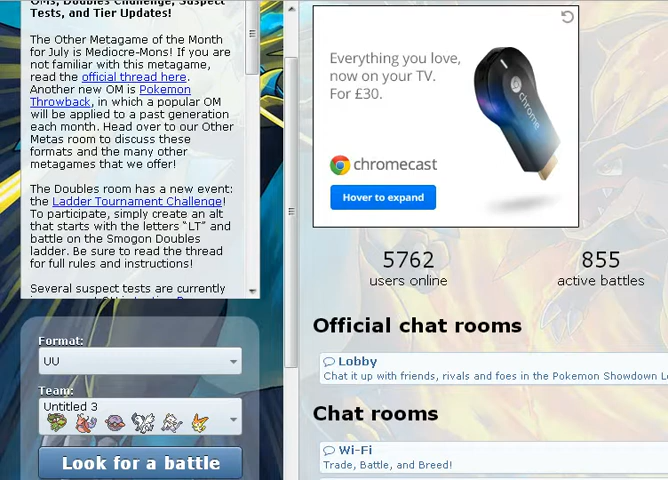 OMs, Doubles Challenge, Suspect
Tests, and Tier Updates!
The Other Metagame of the Month
for July is Mediocre-Mons! If you are
not familiar with this metagame,
read the official thread here.
Another new OM is Pokemon
Throwback, in which a popular OM
will be applied to a past generation
each month. Head over to our Other
Metas room to discuss these
formats and the many other
metagames that we offer!
The Doubles room has a new event:
the Ladder Tournament Challenge!
To participate, simply create an alt
that starts with the letters "LT" and
battle on the Smogon Doubles
ladder. Be sure to read the thread
for full rules and instructions!
Several suspect tests are currently
Format:
UU
Team:
Untitled 3
Look for a battle
Everything you love,
now on your TV.
For £30.
chrome
chromecast
Hover to expand
5762
users online
855
active battles
Official chat rooms
Lobby
Chat it up with friends, rivals and foes in the Pokemon Showdown
Chat rooms
Wi-Fi
Trade, Battle, and Breed!